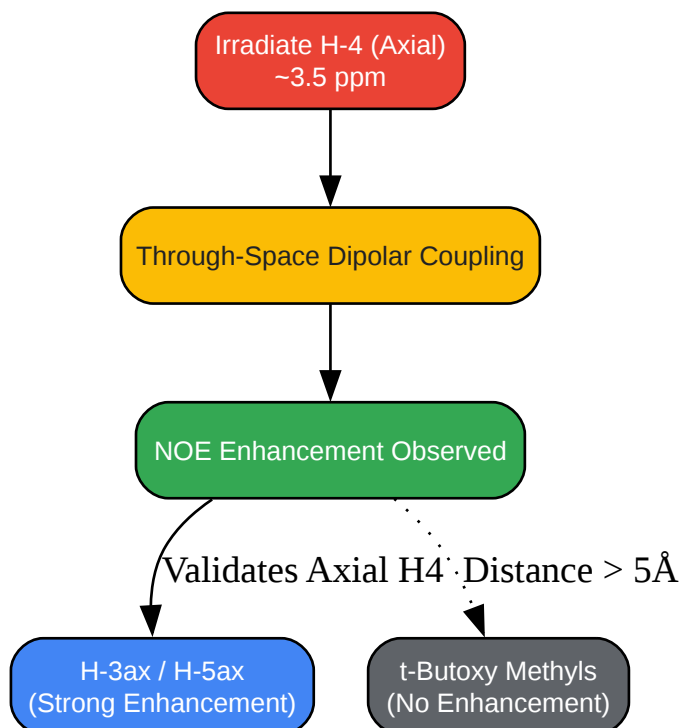 Irradiate H-4 (Axial)
~3.5 ppm
Through-Space Dipolar Coupling
NOE Enhancement Observed
Validates Axial H4
Distance > 5Å
H-3ax / H-5ax
(Strong Enhancement)
t-Butoxy Methyls
(No Enhancement)